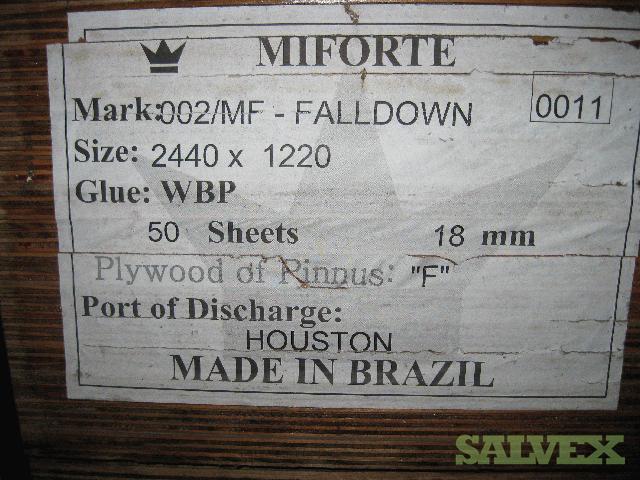 MIFORTE
Mark:002/MF - FALLDOWN 0011
Size: 2440 x 1220
Glue: WBP
50 Sheets 18 mm
Plywood of Pinnus: "F"
Port of Discharge:
HOUSTON
MADE IN BRAZIL
SALVEX